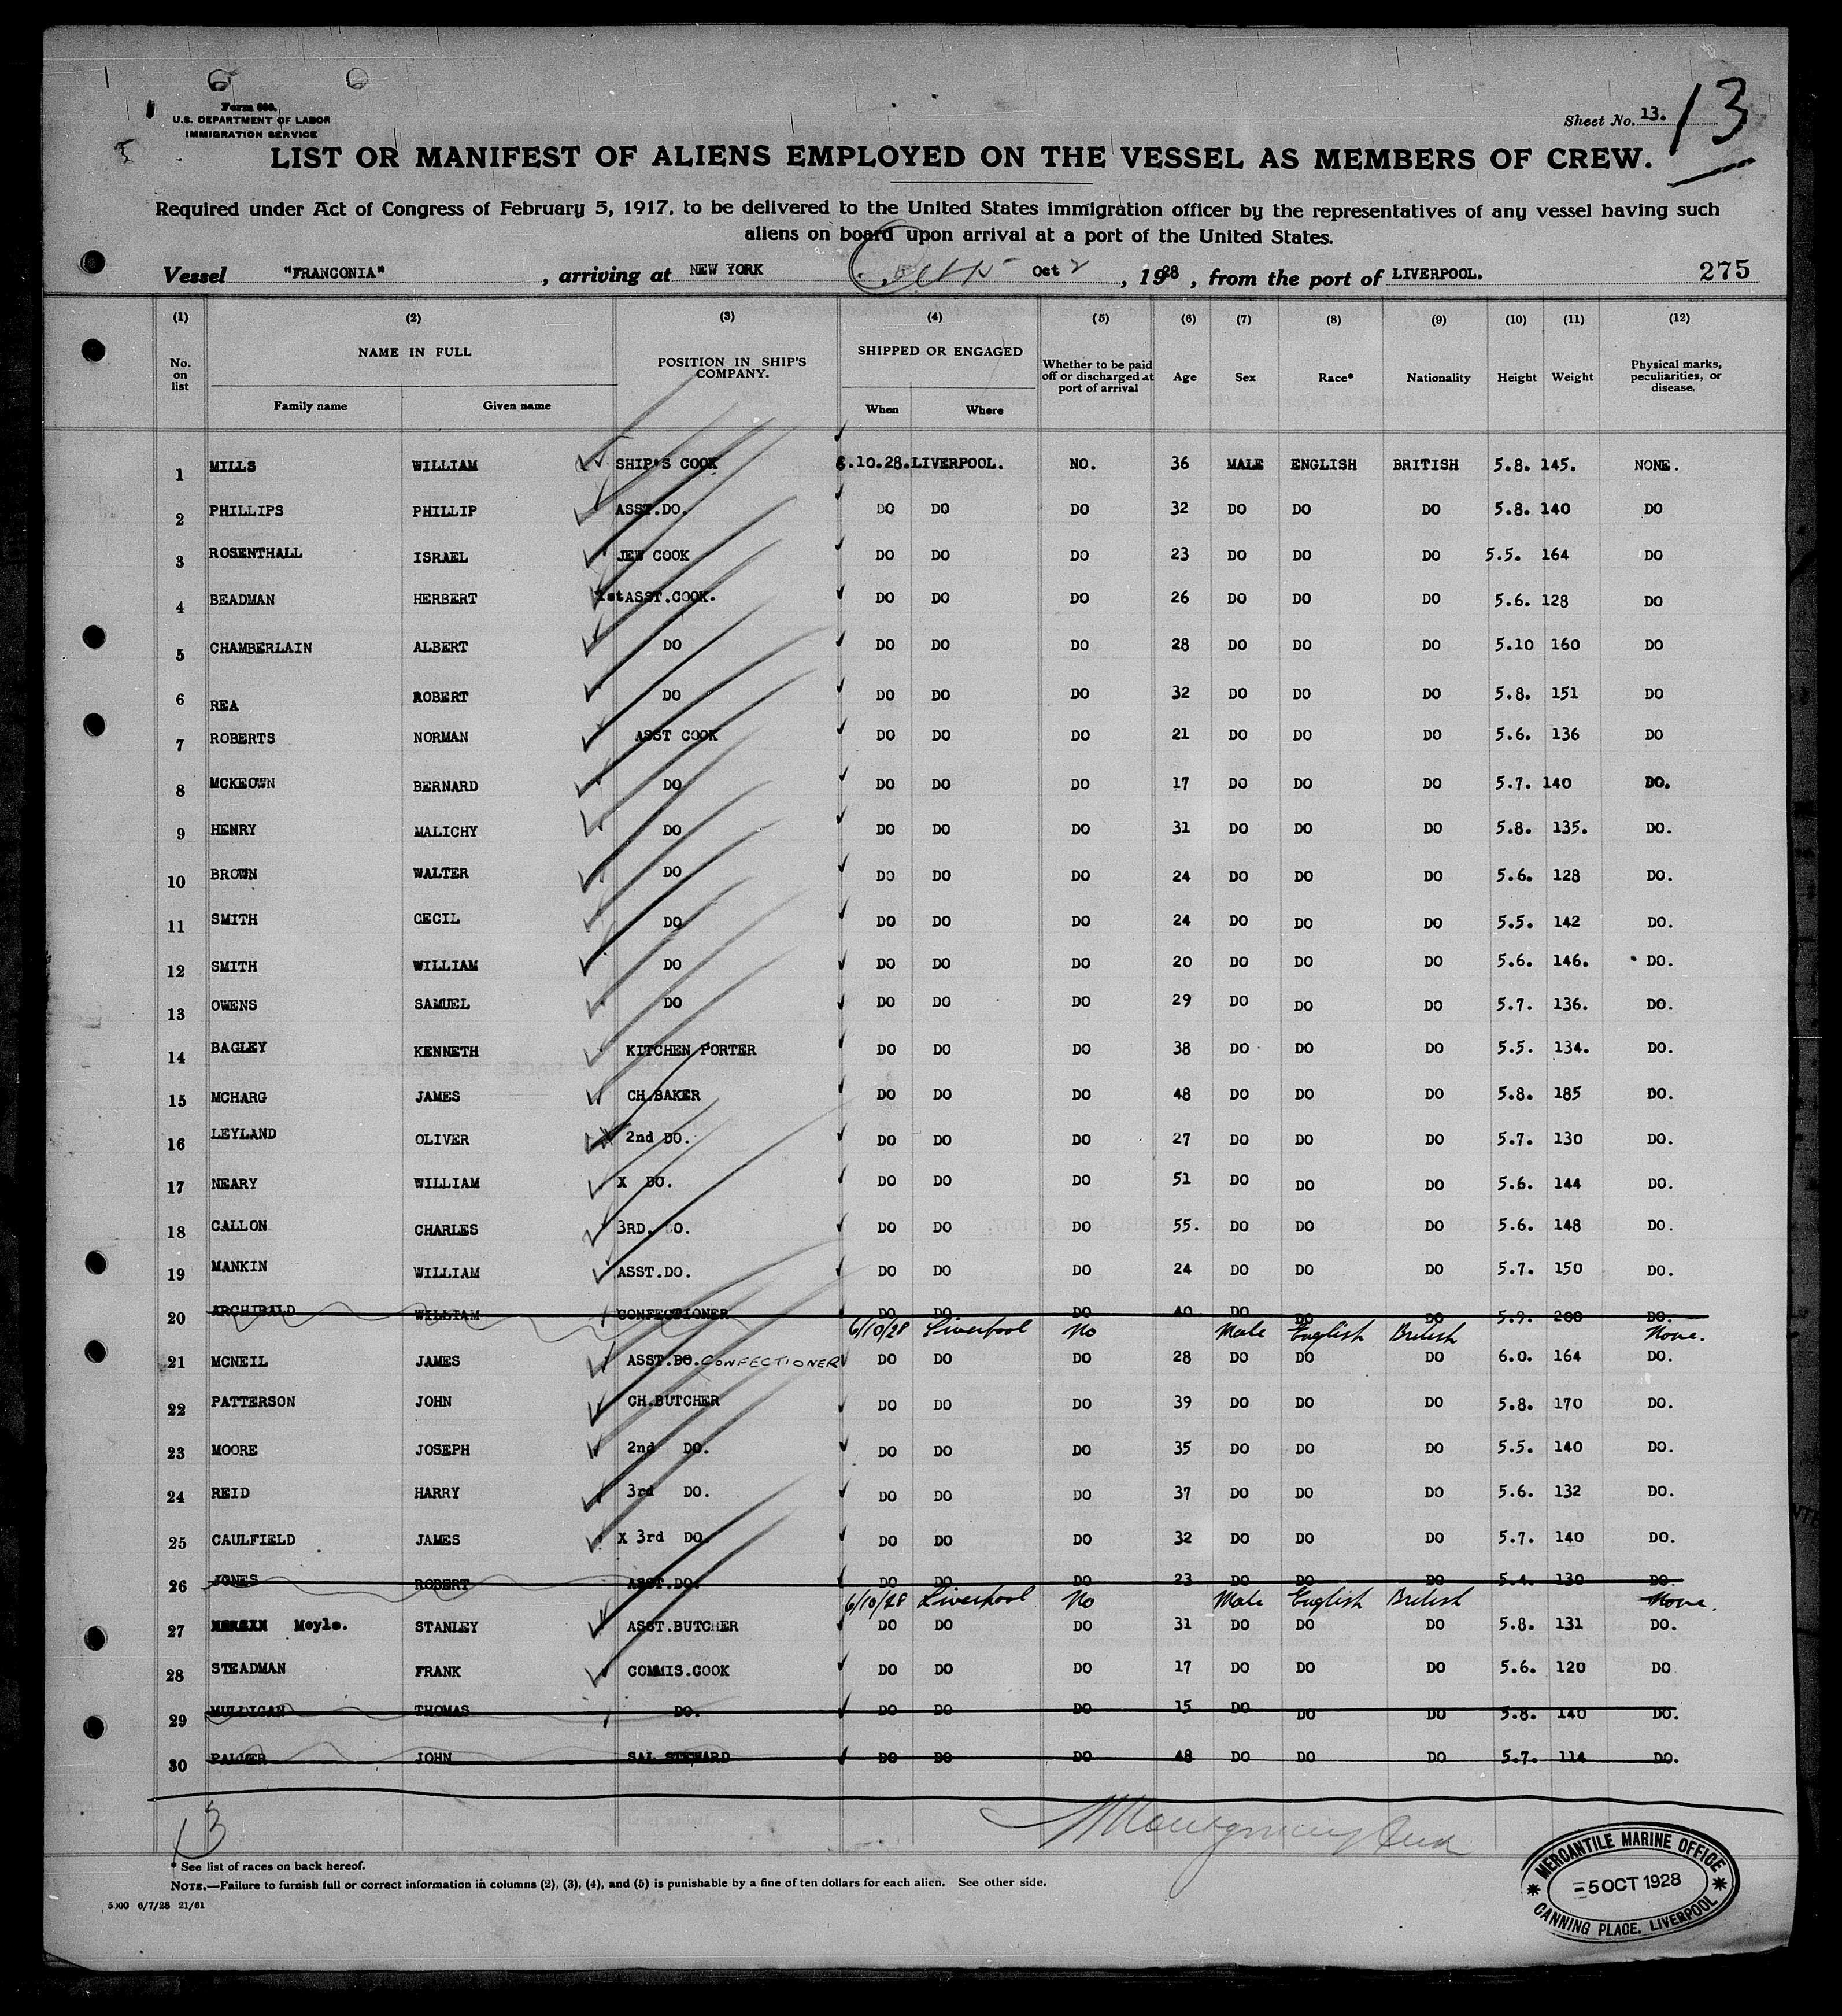 Form 680.
U.S. DEPARTMENT OF LABOR
IMMIGRATION SERVICE
Sheet No. 13. 13
LIST OR MANIFEST OF ALIENS EMPLOYED ON THE VESSEL AS MEMBERS OF CREW.
Required under Act of Congress of February 5, 1917, to be delivered to the United States immigration officer by the representatives of any vessel having such
aliens on board upon arrival at a port of the United States.
Vessel "FRANCONIA", arriving at NEW YORK Oct 15 Oct 2, 1928, from the port of LIVERPOOL. 275
(1) (2) (3) (4) (5) (6) (7) (8) (9) (10) (11) (12)
No. on list NAME IN FULL POSITION IN SHIP'S COMPANY. SHIPPED OR ENGAGED Whether to be paid off or discharged at port of arrival Age Sex Race* Nationality Height Weight Physical marks, peculiarities, or disease.
Family name Given name When Where
1 MILLS WILLIAM SHIP'S COOK 6.10.28. LIVERPOOL. NO. 36 MALE ENGLISH BRITISH 5.8. 145. NONE.
2 PHILLIPS PHILLIP ASST.DO. DO DO DO 32 DO DO DO 5.8. 140 DO
3 ROSENTHALL ISRAEL JEW COOK DO DO DO 23 DO DO DO 5.5. 164 DO
4 BEADMAN HERBERT 1st ASST.COOK. DO DO DO 26 DO DO DO 5.6. 128 DO
5 CHAMBERLAIN ALBERT DO DO DO DO 28 DO DO DO 5.10 160 DO
6 REA ROBERT DO DO DO DO 32 DO DO DO 5.8. 151 DO
7 ROBERTS NORMAN ASST COOK DO DO DO 21 DO DO DO 5.6. 136 DO
8 MCKEOWN BERNARD DO DO DO DO 17 DO DO DO 5.7. 140 DO.
9 HENRY MALICHY DO DO DO DO 31 DO DO DO 5.8. 135. DO.
10 BROWN WALTER DO DO DO DO 24 DO DO DO 5.6. 128 DO.
11 SMITH CECIL DO DO DO DO 24 DO DO DO 5.5. 142 DO.
12 SMITH WILLIAM DO DO DO DO 20 DO DO DO 5.6. 146. DO.
13 OWENS SAMUEL DO DO DO DO 29 DO DO DO 5.7. 136. DO.
14 BAGLEY KENNETH KITCHEN PORTER DO DO DO 38 DO DO DO 5.5. 134. DO.
15 MCHARG JAMES CH.BAKER DO DO DO 48 DO DO DO 5.8. 185 DO.
16 LEYLAND OLIVER 2nd DO. DO DO DO 27 DO DO DO 5.7. 130 DO.
17 NEARY WILLIAM X DO. DO DO DO 51 DO DO DO 5.6. 144 DO.
18 CALLON CHARLES 3RD. DO. DO DO DO 55. DO DO DO 5.6. 148 DO.
19 MANKIN WILLIAM ASST.DO. DO DO DO 24 DO DO DO 5.7. 150 DO.
20 ARCHIBALD WILLIAM CONFECTIONER DO DO DO 40 DO DO DO 5.9. 200 DO.
6/10/28 Liverpool No Male English British None.
21 MCNEIL JAMES ASST.DO. CONFECTIONER DO DO DO 28 DO DO DO 6.0. 164 DO.
22 PATTERSON JOHN CH.BUTCHER DO DO DO 39 DO DO DO 5.8. 170 DO.
23 MOORE JOSEPH 2nd DO. DO DO DO 35 DO DO DO 5.5. 140 DO.
24 REID HARRY 3rd DO. DO DO DO 37 DO DO DO 5.6. 132 DO.
25 CAULFIELD JAMES X 3rd DO. DO DO DO 32 DO DO DO 5.7. 140 DO.
26 JONES ROBERT ASST.DO. DO DO DO 23 DO DO DO 5.4. 130 DO.
6/10/28 Liverpool No Male English British None.
27 Moyle. STANLEY ASST.BUTCHER DO DO DO 31 DO DO DO 5.8. 131 DO.
28 STEADMAN FRANK COMMIS.COOK DO DO DO 17 DO DO DO 5.6. 120 DO
29 MULLIGAN THOMAS DO. DO DO DO 15 DO DO DO 5.8. 140 DO.
30 PALMER JOHN SAL STEWARD DO DO DO 48 DO DO DO 5.7. 114 DO.
13
* See list of races on back hereof.
NOTE.—Failure to furnish full or correct information in columns (2), (3), (4), and (5) is punishable by a fine of ten dollars for each alien. See other side.
5000 6/7/28 21/61
MERCANTILE MARINE OFFICE
-5 OCT 1928
CANNING PLACE, LIVERPOOL